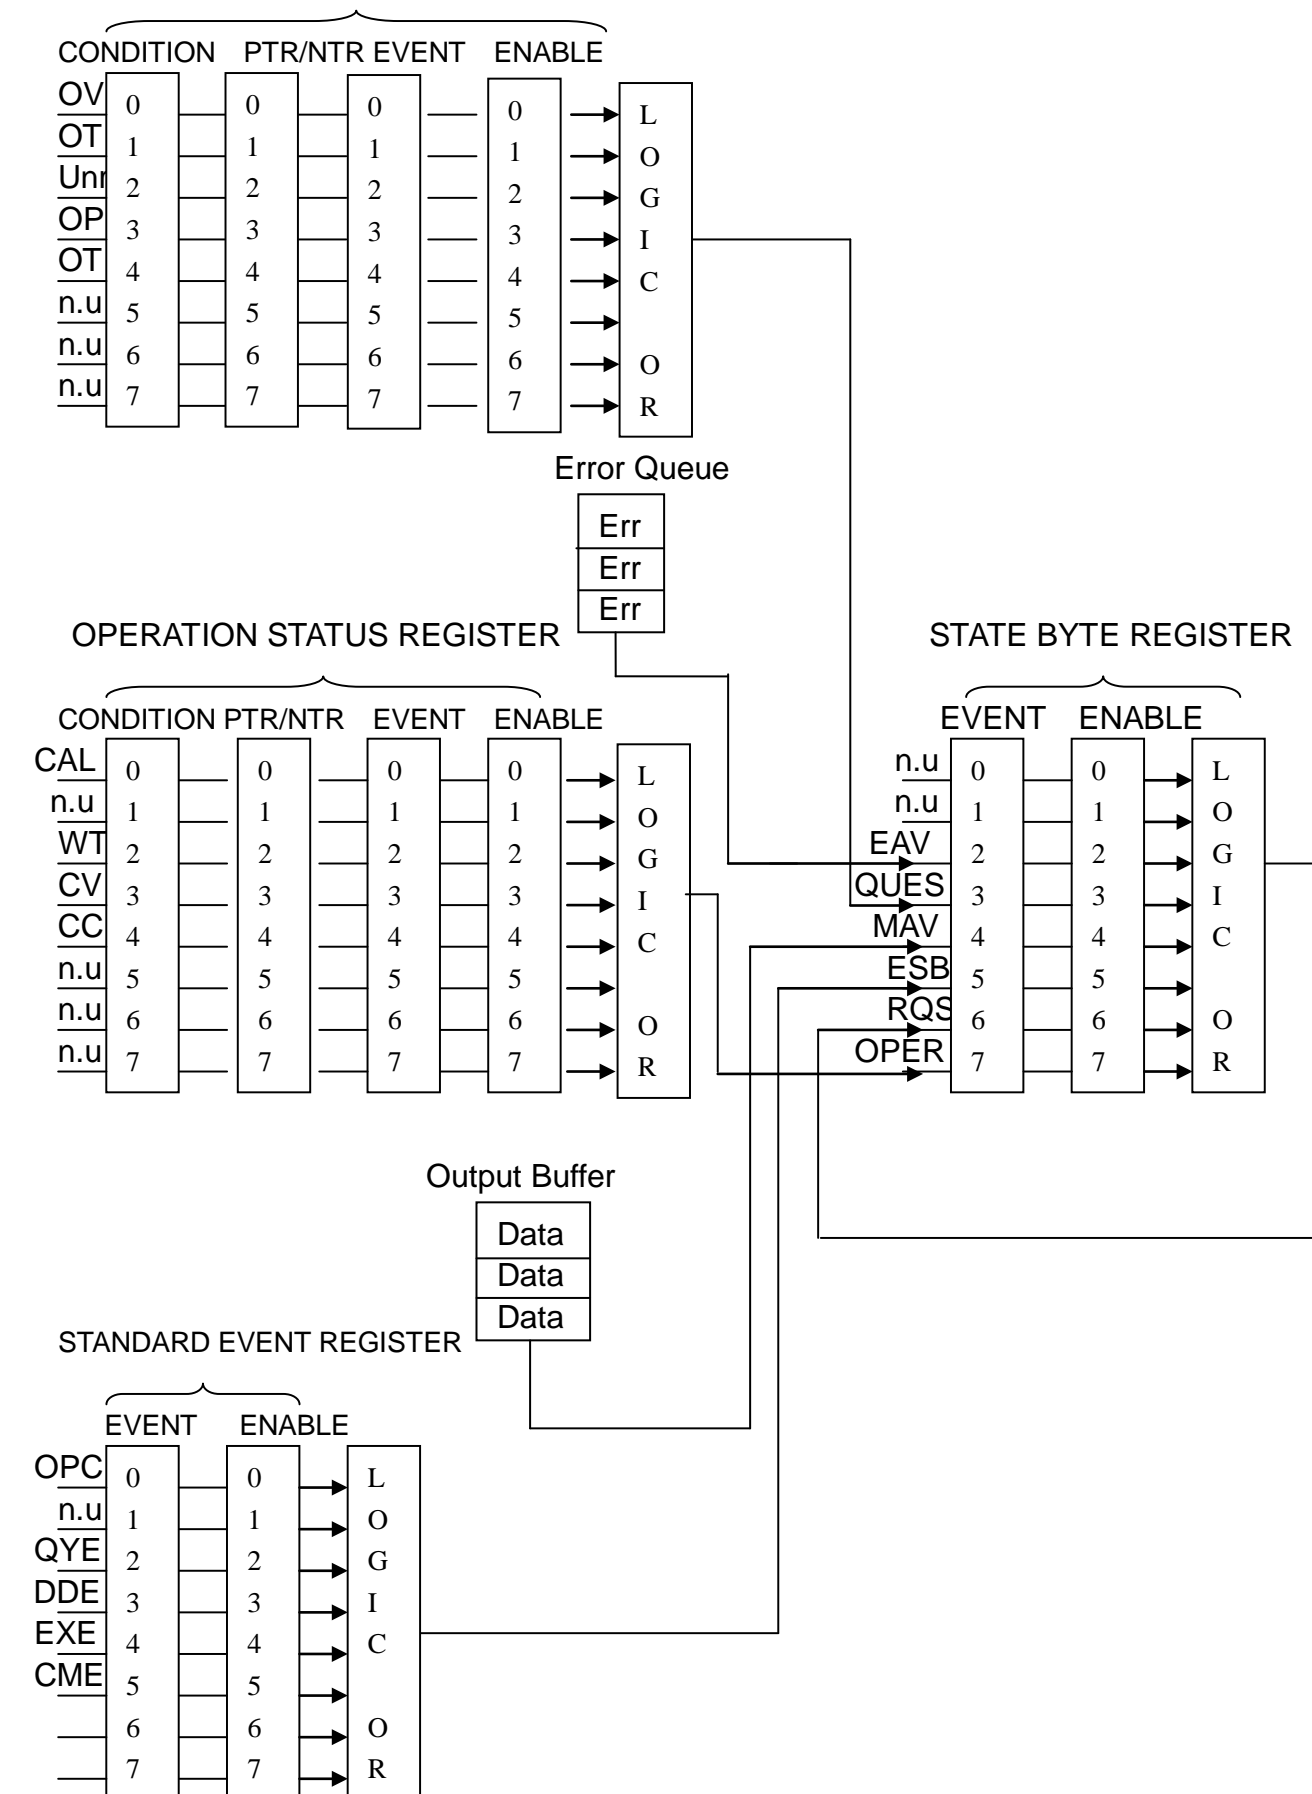 CONDITION PTR/NTR EVENT ENABLE
OV 0 0 0 0 L
OT 1 1 1 1 O
Unr 2 2 2 2 G
OP 3 3 3 3 I
OT 4 4 4 4 C
n.u 5 5 5 5
n.u 6 6 6 6 O
n.u 7 7 7 7 R
Error Queue
Err
Err
Err
OPERATION STATUS REGISTER
CONDITION PTR/NTR EVENT ENABLE
CAL 0 0 0 0 L
n.u 1 1 1 1 O
WT 2 2 2 2 G
CV 3 3 3 3 I
CC 4 4 4 4 C
n.u 5 5 5 5
n.u 6 6 6 6 O
n.u 7 7 7 7 R
STATE BYTE REGISTER
EVENT ENABLE
n.u 0 0 L
n.u 1 1 O
EAV 2 2 G
QUES 3 3 I
MAV 4 4 C
ESB 5 5
RQS 6 6 O
OPER 7 7 R
Output Buffer
Data
Data
Data
STANDARD EVENT REGISTER
EVENT ENABLE
OPC 0 0 L
n.u 1 1 O
QYE 2 2 G
DDE 3 3 I
EXE 4 4 C
CME 5 5
6 6 O
7 7 R